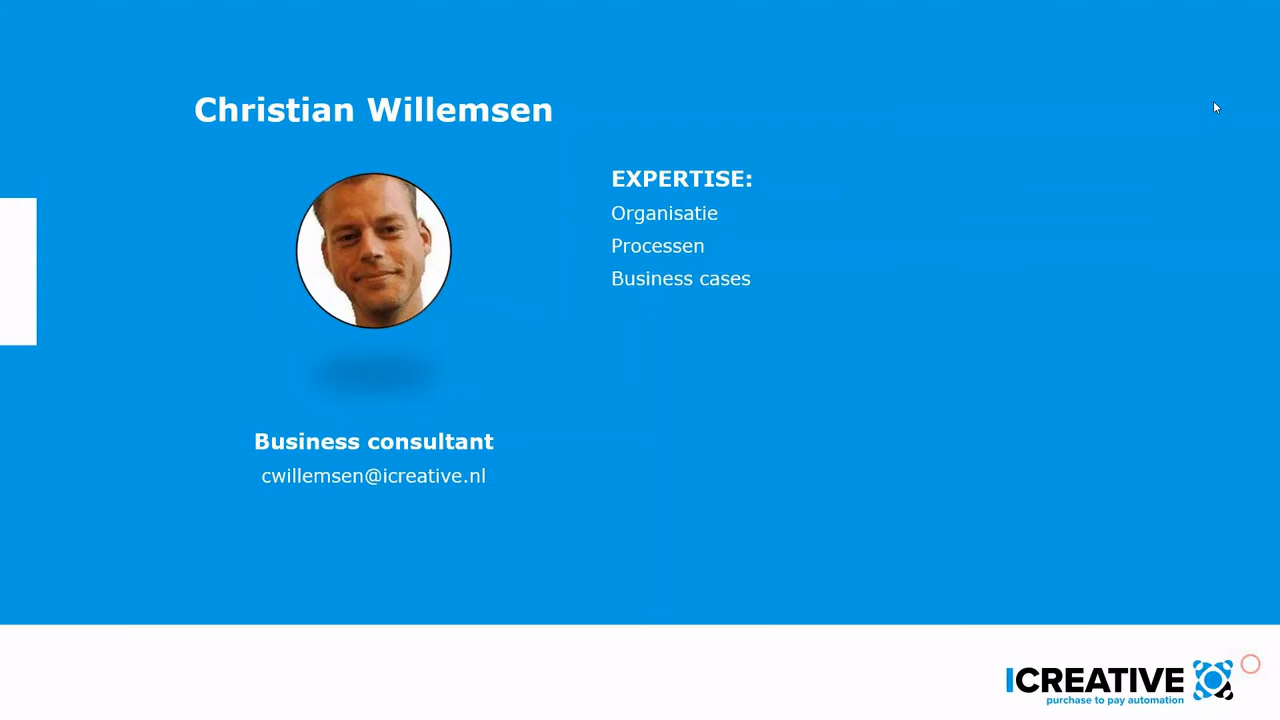 Christian Willemsen
EXPERTISE:
Organisatie
Processen
Business cases
Business consultant
cwillemsen@icreative.nl
ICREATIVE
purchase to pay automation